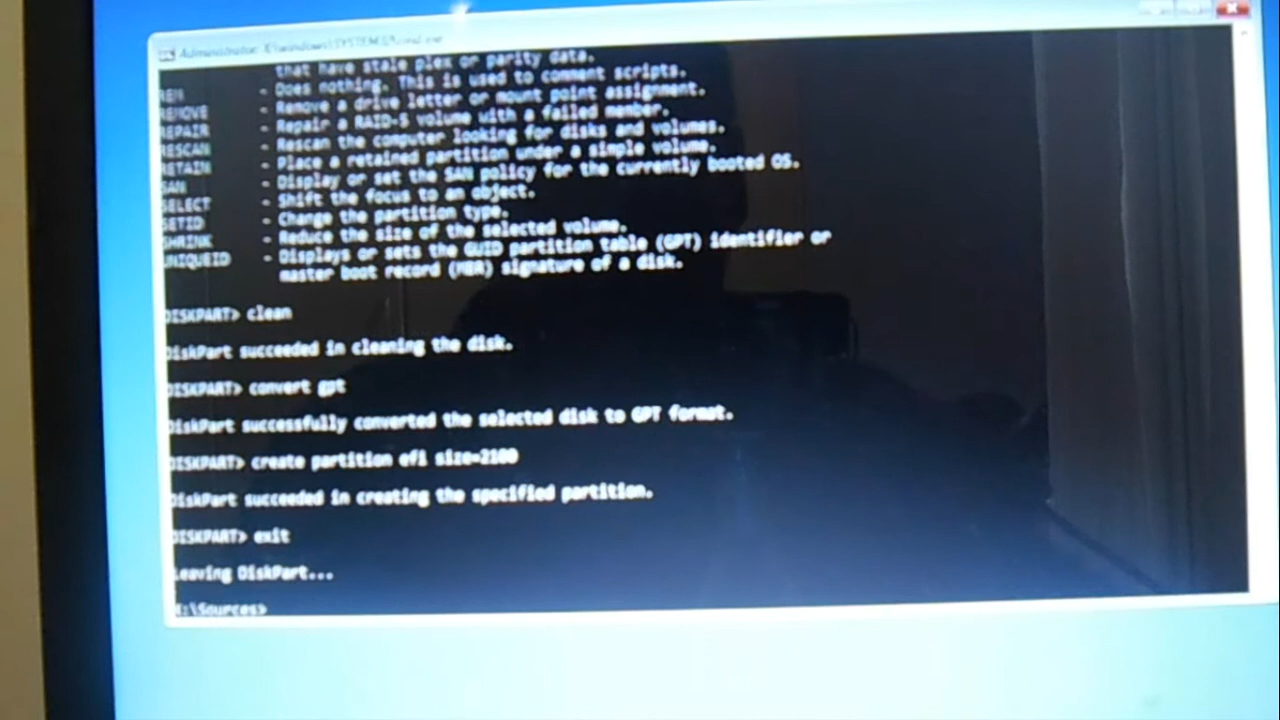 Administrator: X:\windows\SYSTEM32\cmd.exe
that have stale plex or parity data.
REM - Does nothing. This is used to comment scripts.
REMOVE - Remove a drive letter or mount point assignment.
REPAIR - Repair a RAID-5 volume with a failed member.
RESCAN - Rescan the computer looking for disks and volumes.
RETAIN - Place a retained partition under a simple volume.
SAN - Display or set the SAN policy for the currently booted OS.
SELECT - Shift the focus to an object.
SETID - Change the partition type.
SHRINK - Reduce the size of the selected volume.
UNIQUEID - Displays or sets the GUID partition table (GPT) identifier or
master boot record (MBR) signature of a disk.
DISKPART> clean
DiskPart succeeded in cleaning the disk.
DISKPART> convert gpt
DiskPart successfully converted the selected disk to GPT format.
DISKPART> create partition efi size=2100
DiskPart succeeded in creating the specified partition.
DISKPART> exit
Leaving DiskPart...
X:\Sources>